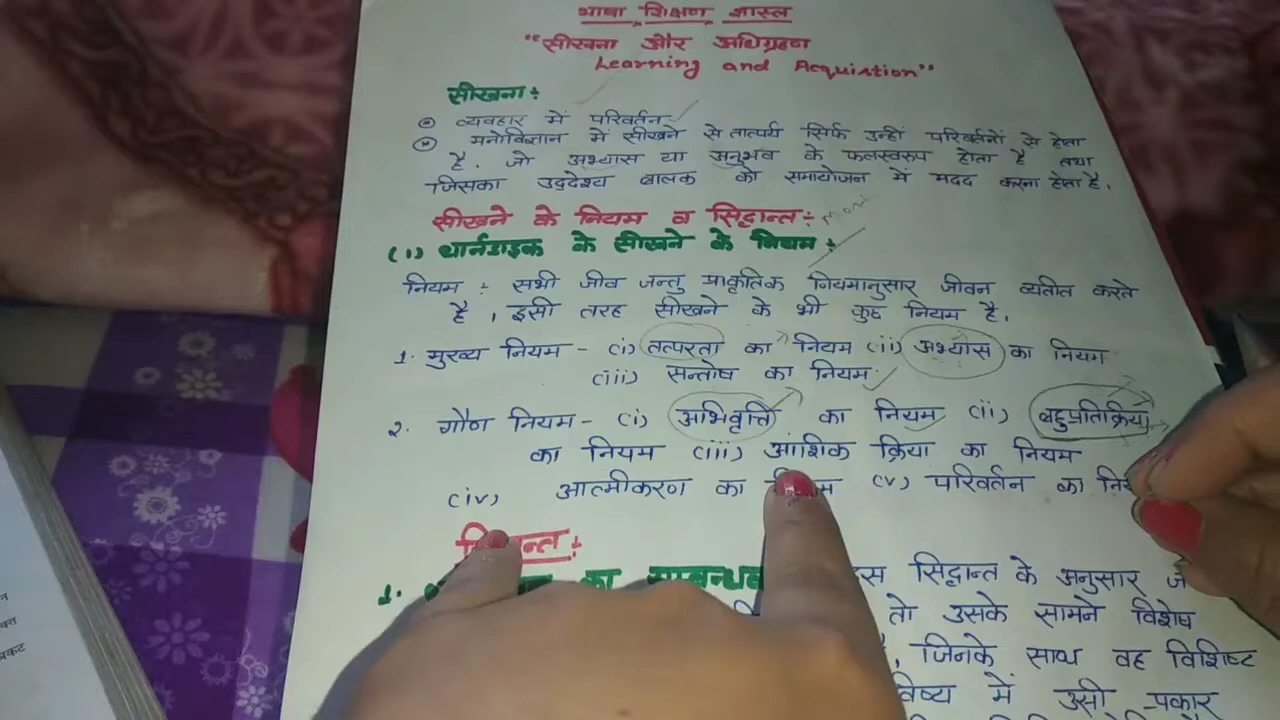 भाषा शिक्षण शास्त्र
"सीखना और अधिग्रहण
Learning and Acquistion"
सीखना :
व्यवहार में परिवर्तन
मनोविज्ञान में सीखने से तात्पर्य सिर्फ उन्हीं परिवर्तनों से होता
है. जो अभ्यास या अनुभव के फलस्वरुप होता है तथा
जिसका उद्‌देश्य बालक को समायोजन में मदद करना होता है.
सीखने के नियम व सिद्वान्त :
(1) थार्नडाइक के सीखने के नियम :
नियम : सभी जीव जन्तु प्राकृतिक नियमानुसार जीवन व्यतीत करते
है, इसी तरह सीखने के भी कुछ नियम है.
1. मुख्य नियम - (i) तत्परता का नियम (ii) अभ्यास का नियम
(iii) सन्तोष का नियम
2. गौण नियम - (i) अभिवृत्ति का नियम (ii) बहुप्रतिक्रिया
का नियम (iii) आंशिक क्रिया का नियम
(iv) आत्मीकरण का (v) परिवर्तन का
1. का सिद्वान्त के अनुसार
तो उसके सामने विशेष
जिनके साथ वह विशिष्ट
में उसी प्रकार